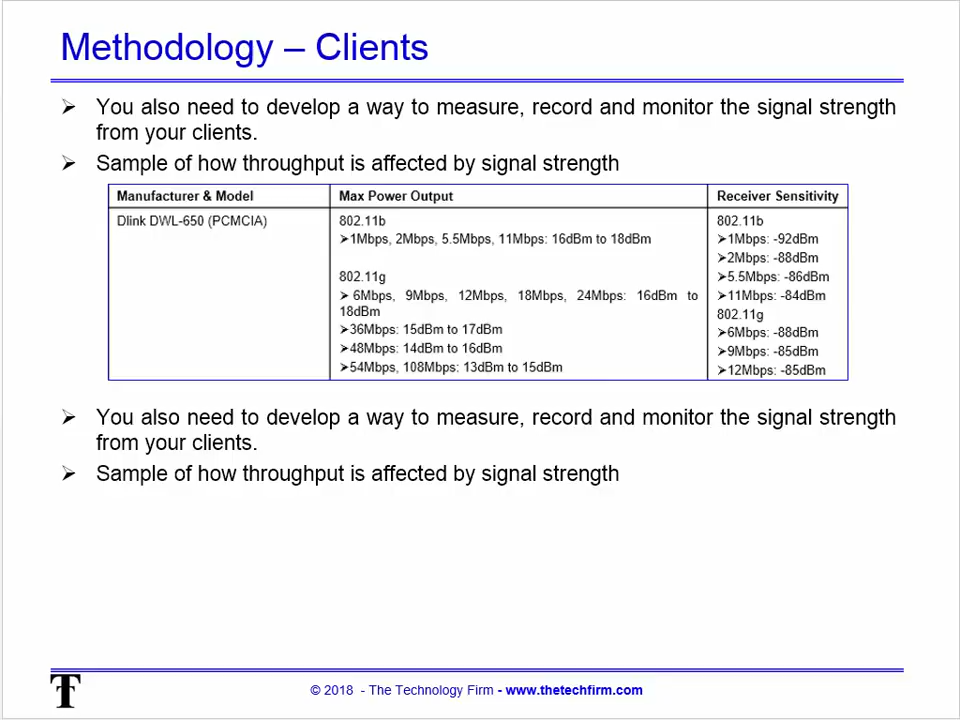 Methodology – Clients
➢ You also need to develop a way to measure, record and monitor the signal strength
from your clients.
➢ Sample of how throughput is affected by signal strength
Manufacturer & Model
Max Power Output
Receiver Sensitivity
Dlink DWL-650 (PCMCIA)
802.11b
➢1Mbps, 2Mbps, 5.5Mbps, 11Mbps: 16dBm to 18dBm
802.11g
➢ 6Mbps, 9Mbps, 12Mbps, 18Mbps, 24Mbps: 16dBm to
18dBm
➢36Mbps: 15dBm to 17dBm
➢48Mbps: 14dBm to 16dBm
➢54Mbps, 108Mbps: 13dBm to 15dBm
802.11b
➢1Mbps: -92dBm
➢2Mbps: -88dBm
➢5.5Mbps: -86dBm
➢11Mbps: -84dBm
802.11g
➢6Mbps: -88dBm
➢9Mbps: -85dBm
➢12Mbps: -85dBm
➢ You also need to develop a way to measure, record and monitor the signal strength
from your clients.
➢ Sample of how throughput is affected by signal strength
© 2018 - The Technology Firm - www.thetechfirm.com